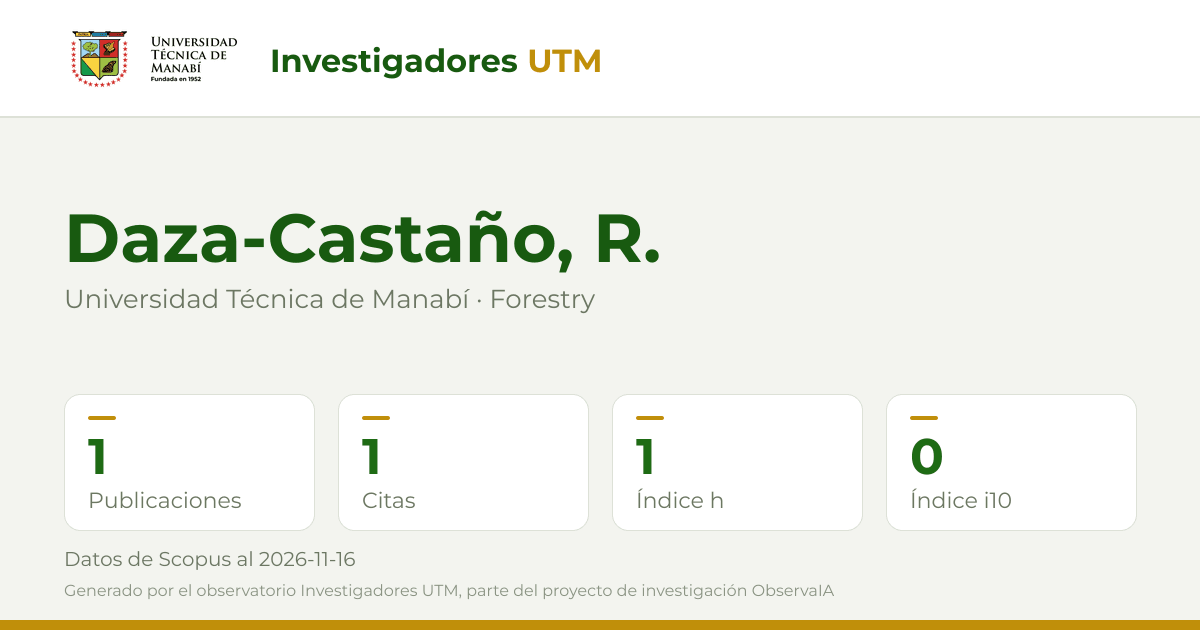 UNIVERSIDAD
TÉCNICA DE
MANABÍ
Fundada en 1952
Investigadores UTM
Daza-Castaño, R.
Universidad Técnica de Manabí · Forestry
1
Publicaciones
1
Citas
1
Índice h
0
Índice i10
Datos de Scopus al 2026-11-16
Generado por el observatorio Investigadores UTM, parte del proyecto de investigación ObservaIA